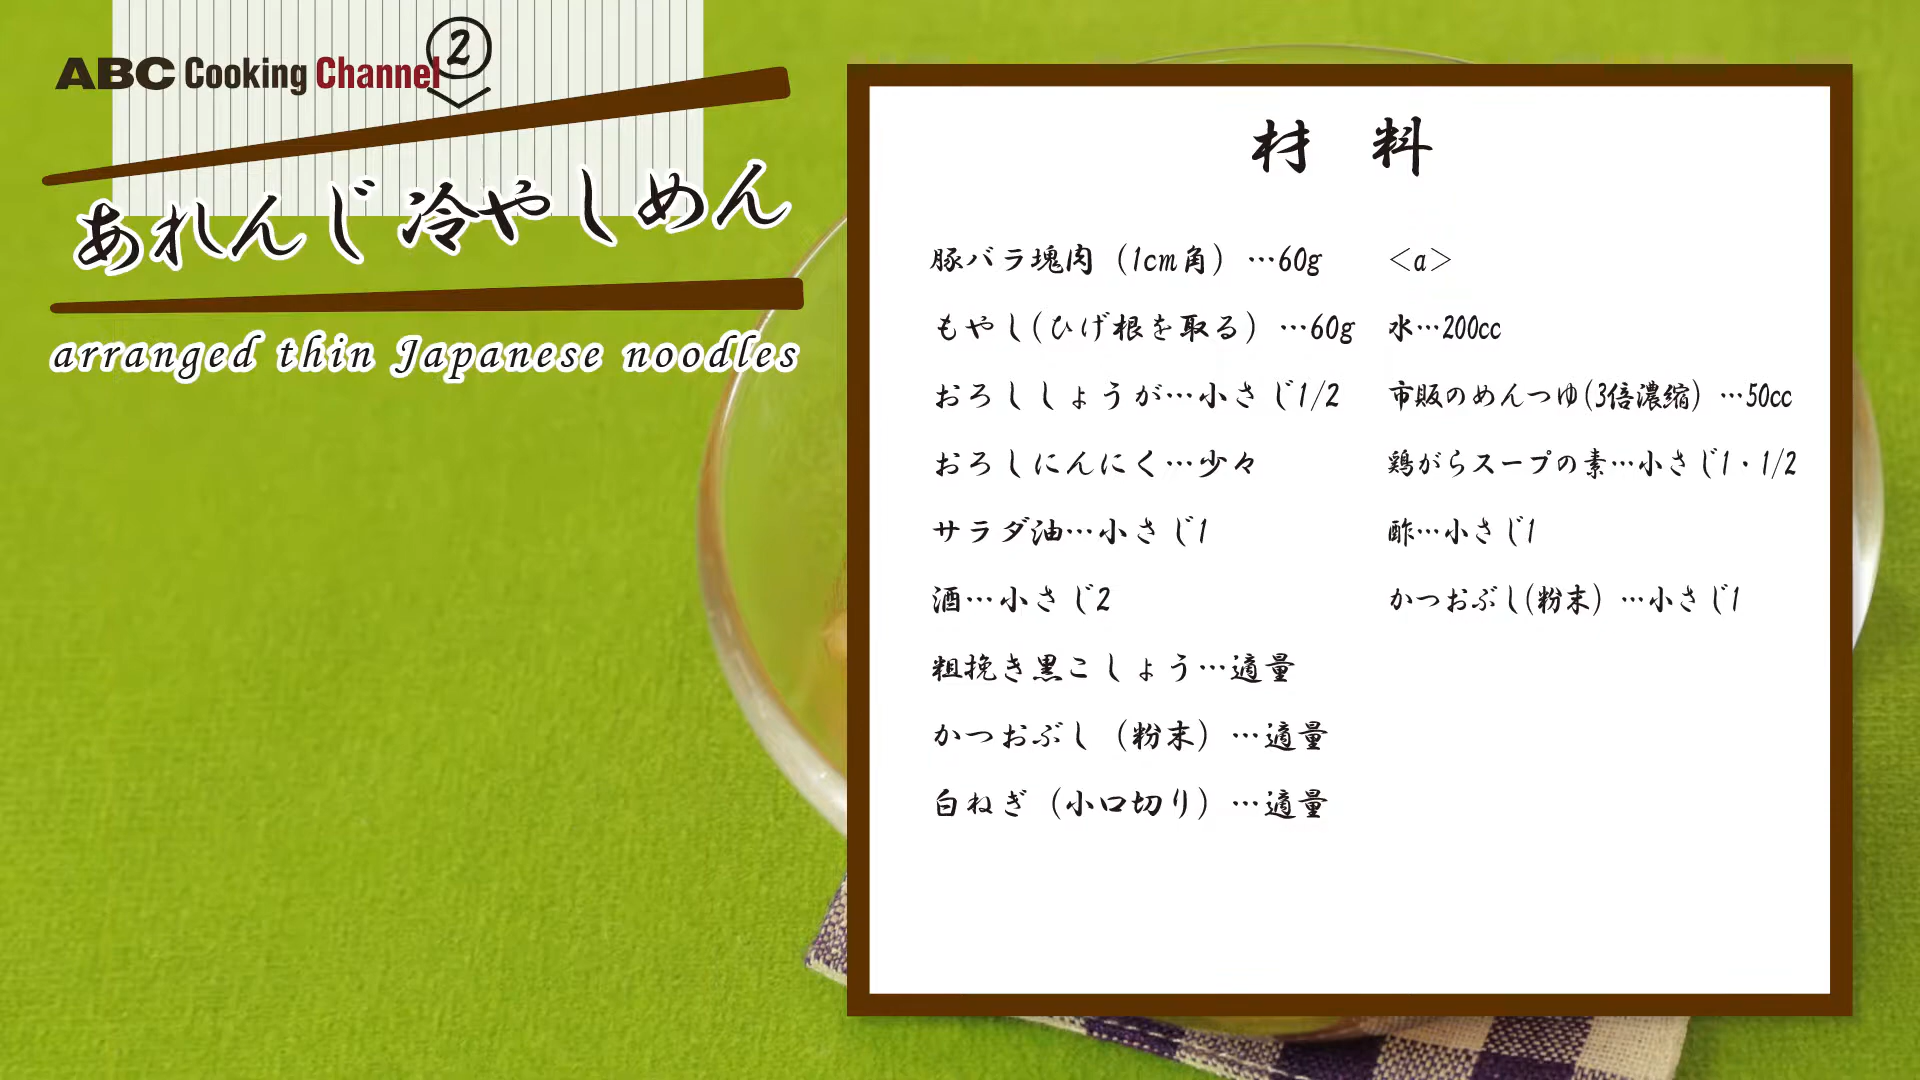 ABC Cooking Channel
2
あれんじ 冷やしめん
arranged thin Japanese noodles
材 料
豚バラ塊肉（1cm角）…60g
もやし(ひげ根を取る）…60g
おろししょうが…小さじ1/2
おろしにんにく…少々
サラダ油…小さじ1
酒…小さじ2
粗挽き黒こしょう…適量
かつおぶし（粉末）…適量
白ねぎ（小口切り）…適量
<a>
水…200cc
市販のめんつゆ(3倍濃縮）…50cc
鶏がらスープの素…小さじ1・1/2
酢…小さじ1
かつおぶし(粉末）…小さじ1